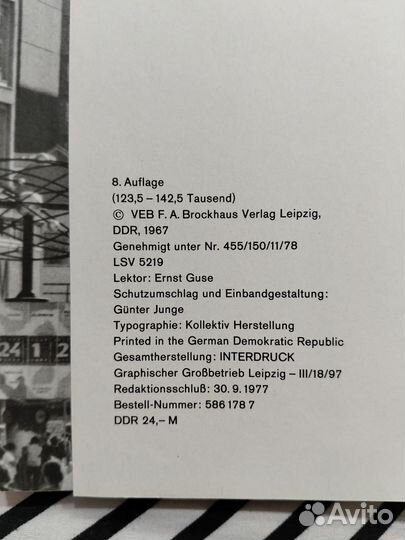 8. Auflage
(123,5 – 142,5 Tausend)
© VEB F. A. Brockhaus Verlag Leipzig,
DDR, 1967
Genehmigt unter Nr. 455/150/11/78
LSV 5219
Lektor: Ernst Guse
Schutzumschlag und Einbandgestaltung:
Günter Junge
Typographie: Kollektiv Herstellung
Printed in the German Democratic Republic
Gesamtherstellung: INTERDRUCK
Graphischer Großbetrieb Leipzig – III/18/97
Redaktionsschluß: 30. 9. 1977
Bestell-Nummer: 586 178 7
DDR 24,– M
24 1 2
Avito